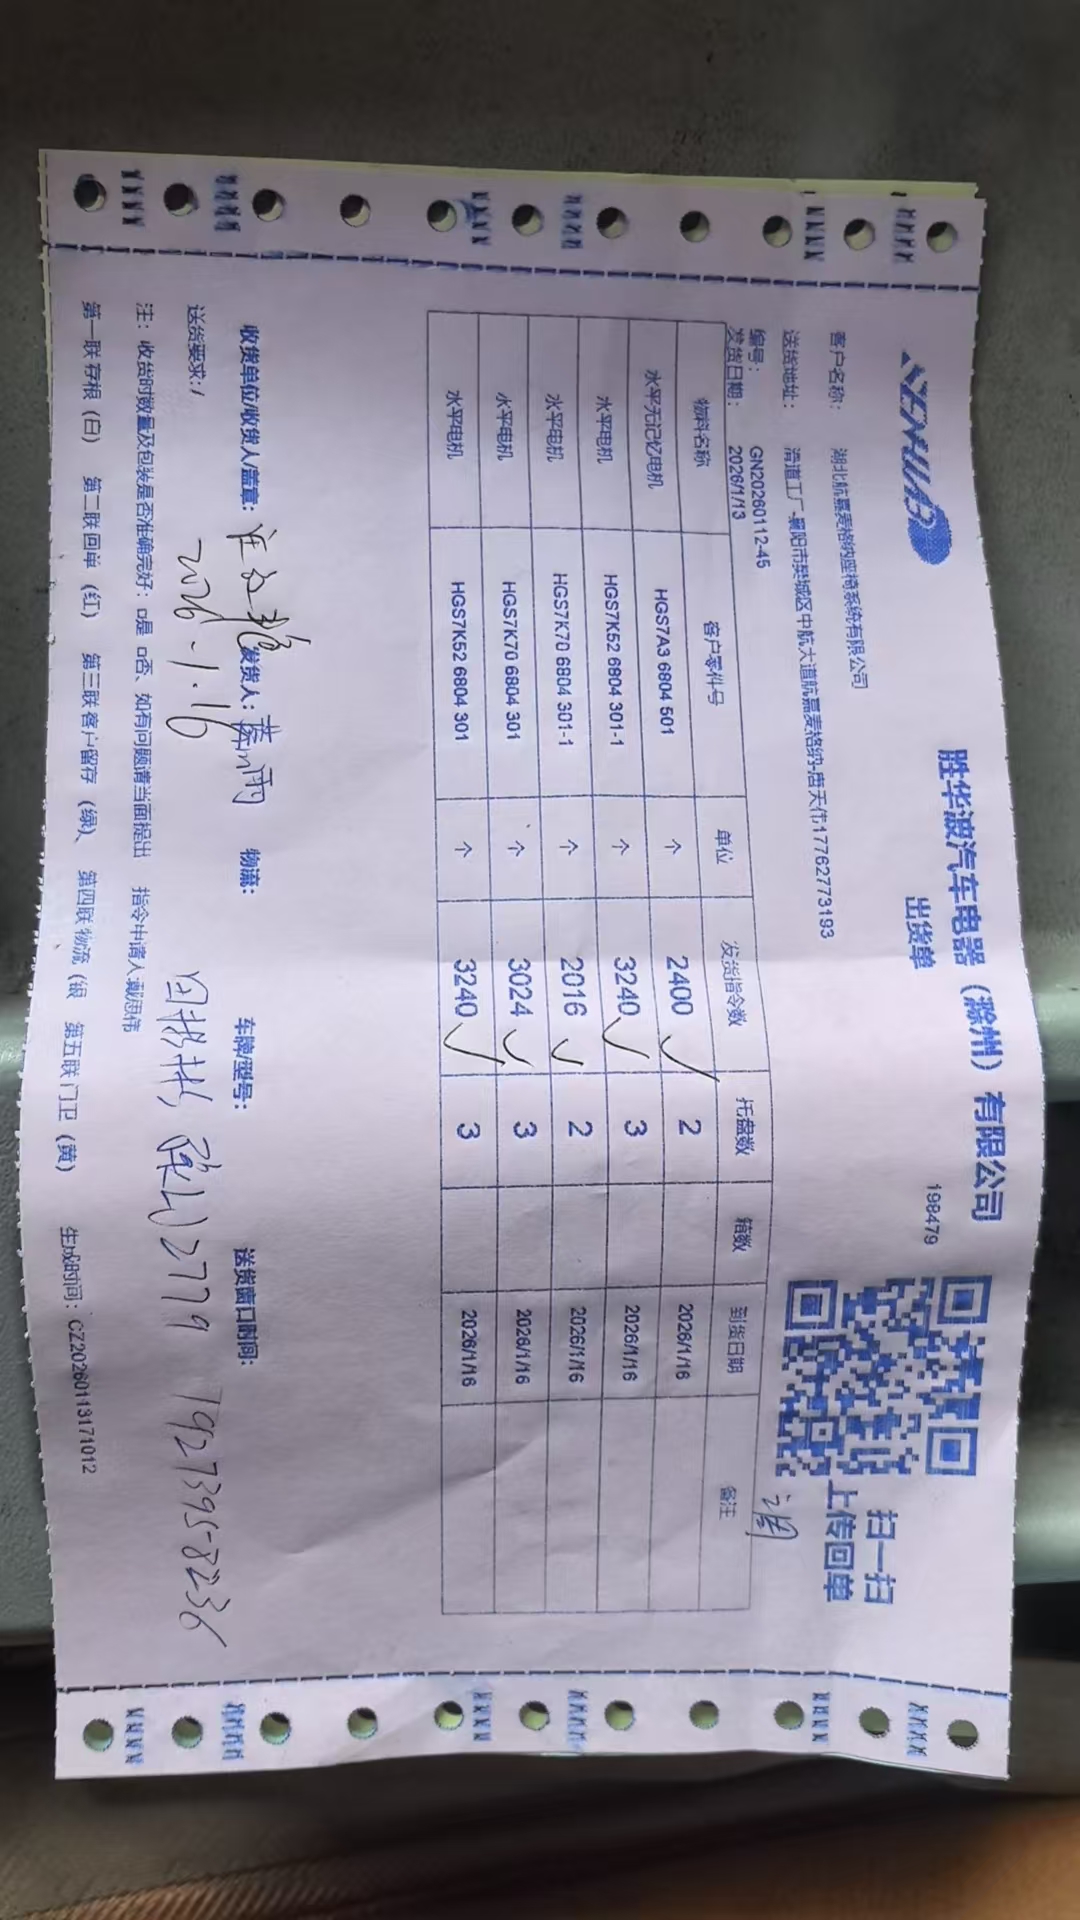 SENWAB
胜华波汽车电器（滁州）有限公司
出货单
198479
扫一扫
上传回单
客户名称： 湖北航嘉麦格纳座椅系统有限公司
送货地址： 滑道工厂-襄阳市樊城区中航大道航嘉麦格纳-唐天伟17762773193
编号： GN20260112-45
发货日期： 2026/1/13
物料名称 客户零件号 单位 发货指令数 托盘数 箱数 到货日期 备注
水平无记忆电机 HGS7A3 6804 501 个 2400 2 2026/1/16
水平电机 HGS7K52 6804 301-1 个 3240 3 2026/1/16
水平电机 HGS7K70 6804 301-1 个 2016 2 2026/1/16
水平电机 HGS7K70 6804 301 个 3024 3 2026/1/16
水平电机 HGS7K52 6804 301 个 3240 3 2026/1/16
收货单位/收货人/盖章： 发货人： 物流： 车牌/型号： 送货窗口时间：
2026.1.16
送货要求:/
192 7395 8236
注：收货时数量及包装是否准确完好：□是 □否、如有问题请当面提出 指令申请人:戴思伟
第一联存根（白） 第二联回单（红） 第三联客户留存（绿）、 第四联物流（银 第五联门卫（黄） 生成时间：CZ20260113171012